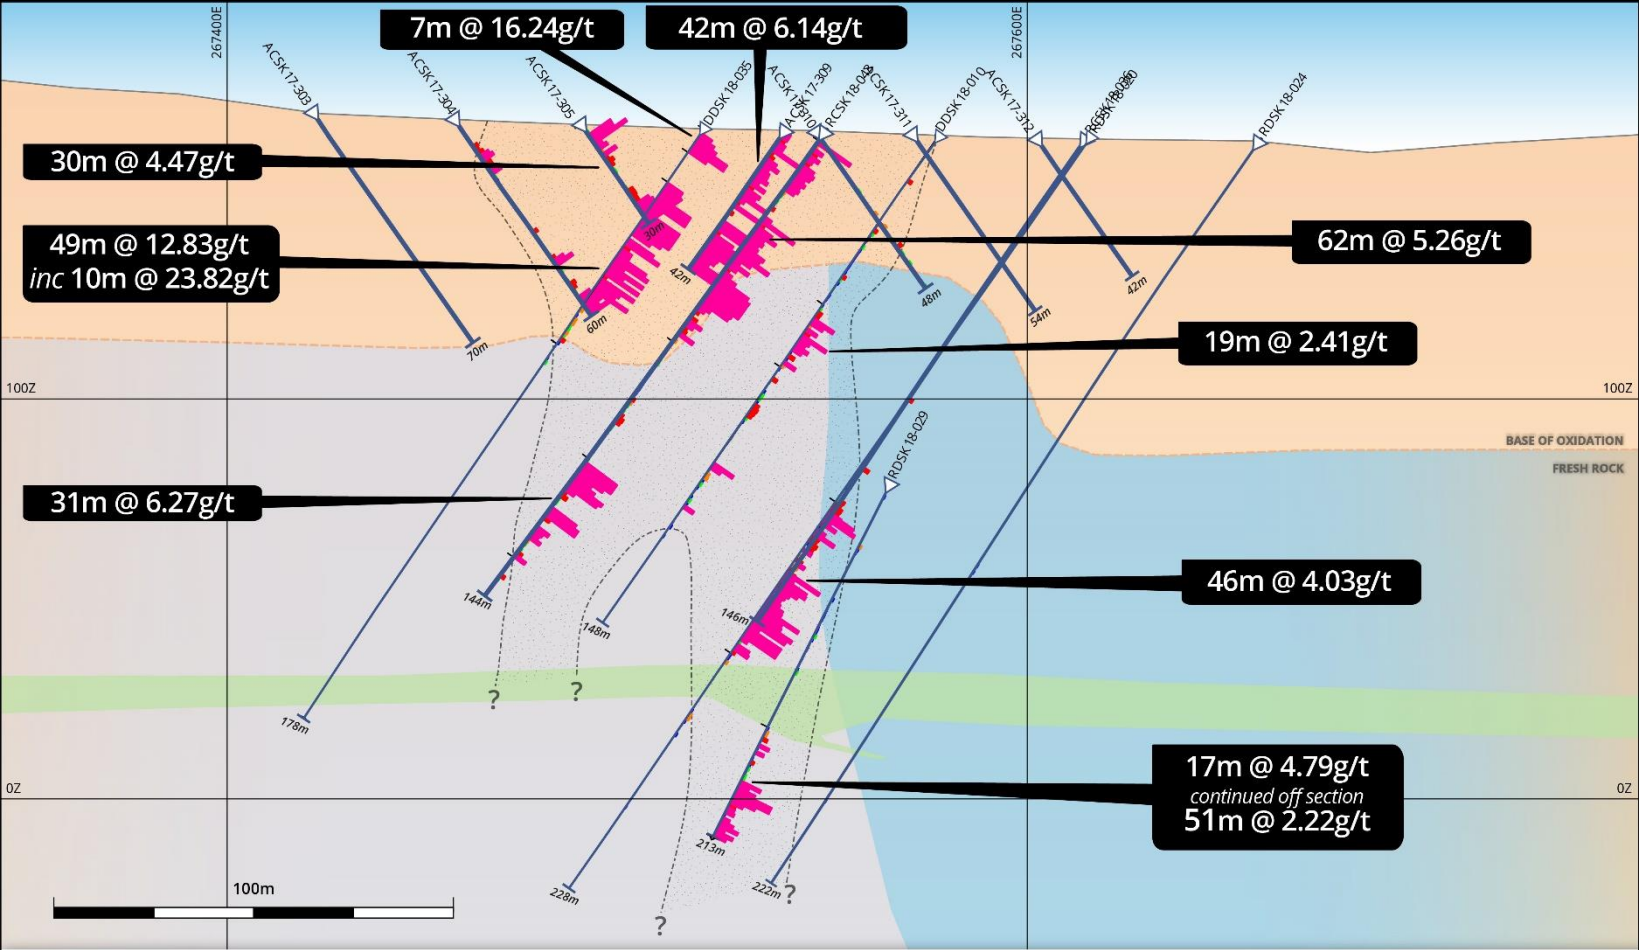 267400E
267600E
7m @ 16.24g/t
42m @ 6.14g/t
ACSK17-303
ACSK17-304
ACSK17-305
DDSK18-035
ACSK17-309
RCSK18-043
ACSK17-311
DDSK18-010
ACSK17-312
RDSK18-024
30m @ 4.47g/t
49m @ 12.83g/t
inc 10m @ 23.82g/t
62m @ 5.26g/t
30m
42m
42m
48m
54m
60m
70m
19m @ 2.41g/t
100Z
100Z
BASE OF OXIDATION
FRESH ROCK
RDSK18-029
31m @ 6.27g/t
46m @ 4.03g/t
144m
146m
148m
?
?
178m
17m @ 4.79g/t
continued off section
51m @ 2.22g/t
0Z
0Z
213m
228m
222m
?
?
100m